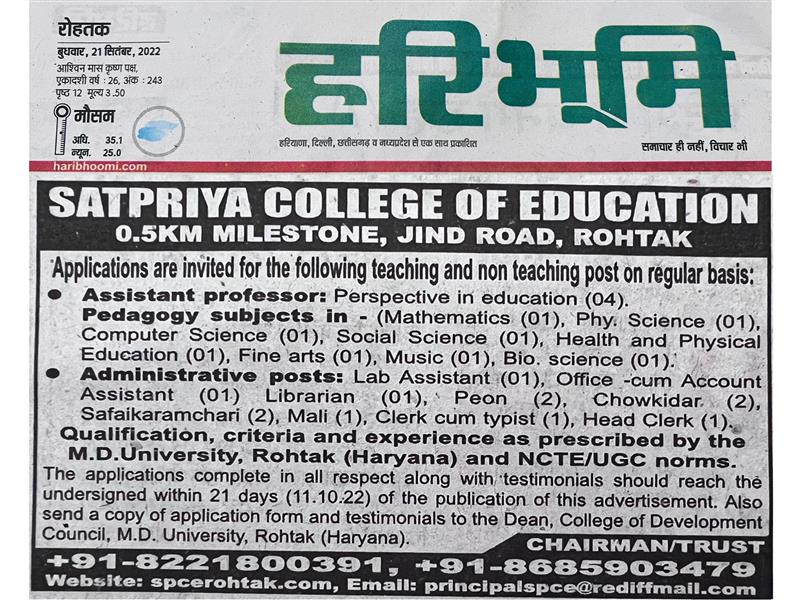 रोहतक
बुधवार, 21 सितंबर, 2022
आश्विन मास कृष्ण पक्ष,
एकादशी वर्ष : 26, अंक : 243
पृष्ठ 12 मूल्य 3.50
मौसम
अधि. 35.1
न्यून. 25.0
haribhoomi.com
हरिभूमि
हरियाणा, दिल्ली, छत्तीसगढ़ व मध्यप्रदेश से एक साथ प्रकाशित
समाचार ही नहीं, विचार भी
SATPRIYA COLLEGE OF EDUCATION
0.5KM MILESTONE, JIND ROAD, ROHTAK
Applications are invited for the following teaching and non teaching post on regular basis:
● Assistant professor: Perspective in education (04).
Pedagogy subjects in - (Mathematics (01), Phy. Science (01),
Computer Science (01), Social Science (01), Health and Physical
Education (01), Fine arts (01), Music (01), Bio. science (01).
● Administrative posts: Lab Assistant (01), Office -cum Account
Assistant (01) Librarian (01), Peon (2), Chowkidar (2),
Safaikaramchari (2), Mali (1), Clerk cum typist (1), Head Clerk (1).
Qualification, criteria and experience as prescribed by the
M.D.University, Rohtak (Haryana) and NCTE/UGC norms.
The applications complete in all respect along with testimonials should reach the
undersigned within 21 days (11.10.22) of the publication of this advertisement. Also
send a copy of application form and testimonials to the Dean, College of Development
Council, M.D. University, Rohtak (Haryana).
CHAIRMAN/TRUST
+91-8221800391, +91-8685903479
Website: spcerohtak.com, Email: principalspce@rediffmail.com